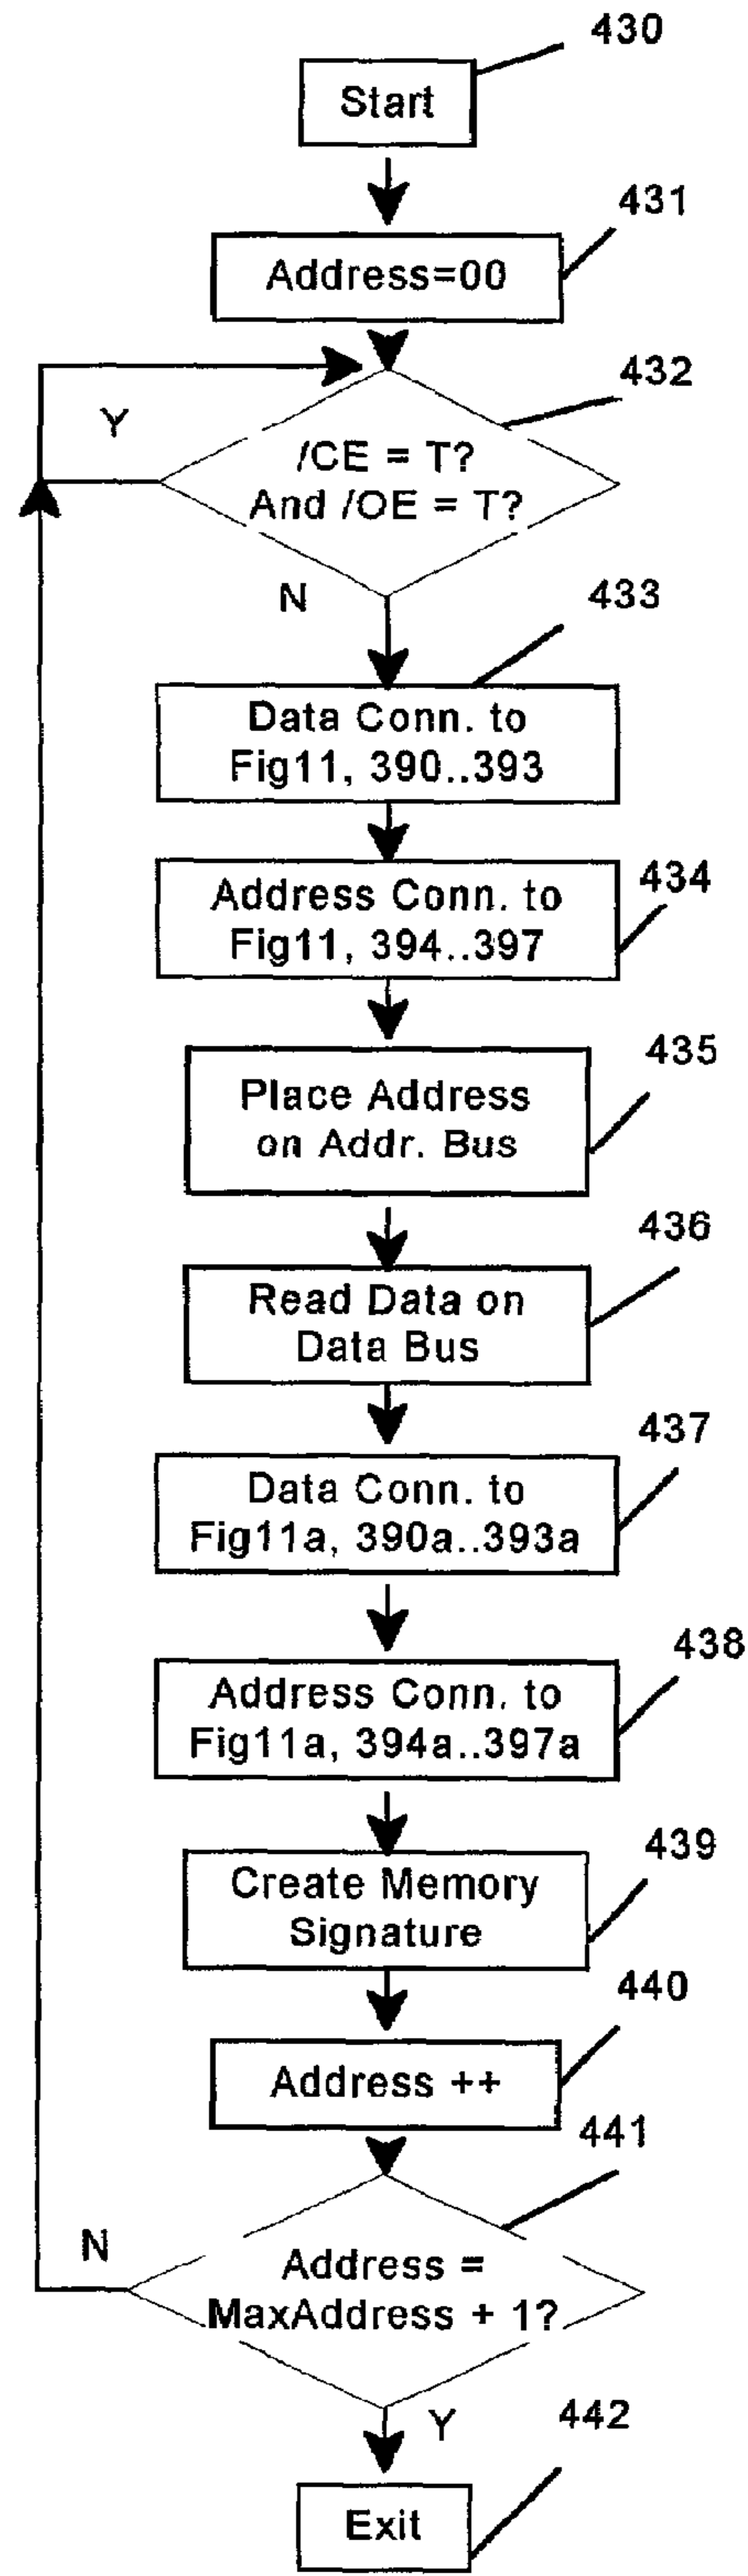 430
Start
431
Address=00
432
Y
/CE = T?
And /OE = T?
N
433
Data Conn. to
Fig11, 390..393
434
Address Conn. to
Fig11, 394..397
435
Place Address
on Addr. Bus
436
Read Data on
Data Bus
437
Data Conn. to
Fig11a, 390a..393a
438
Address Conn. to
Fig11a, 394a..397a
439
Create Memory
Signature
440
Address ++
441
N
Address =
MaxAddress + 1?
Y
442
Exit